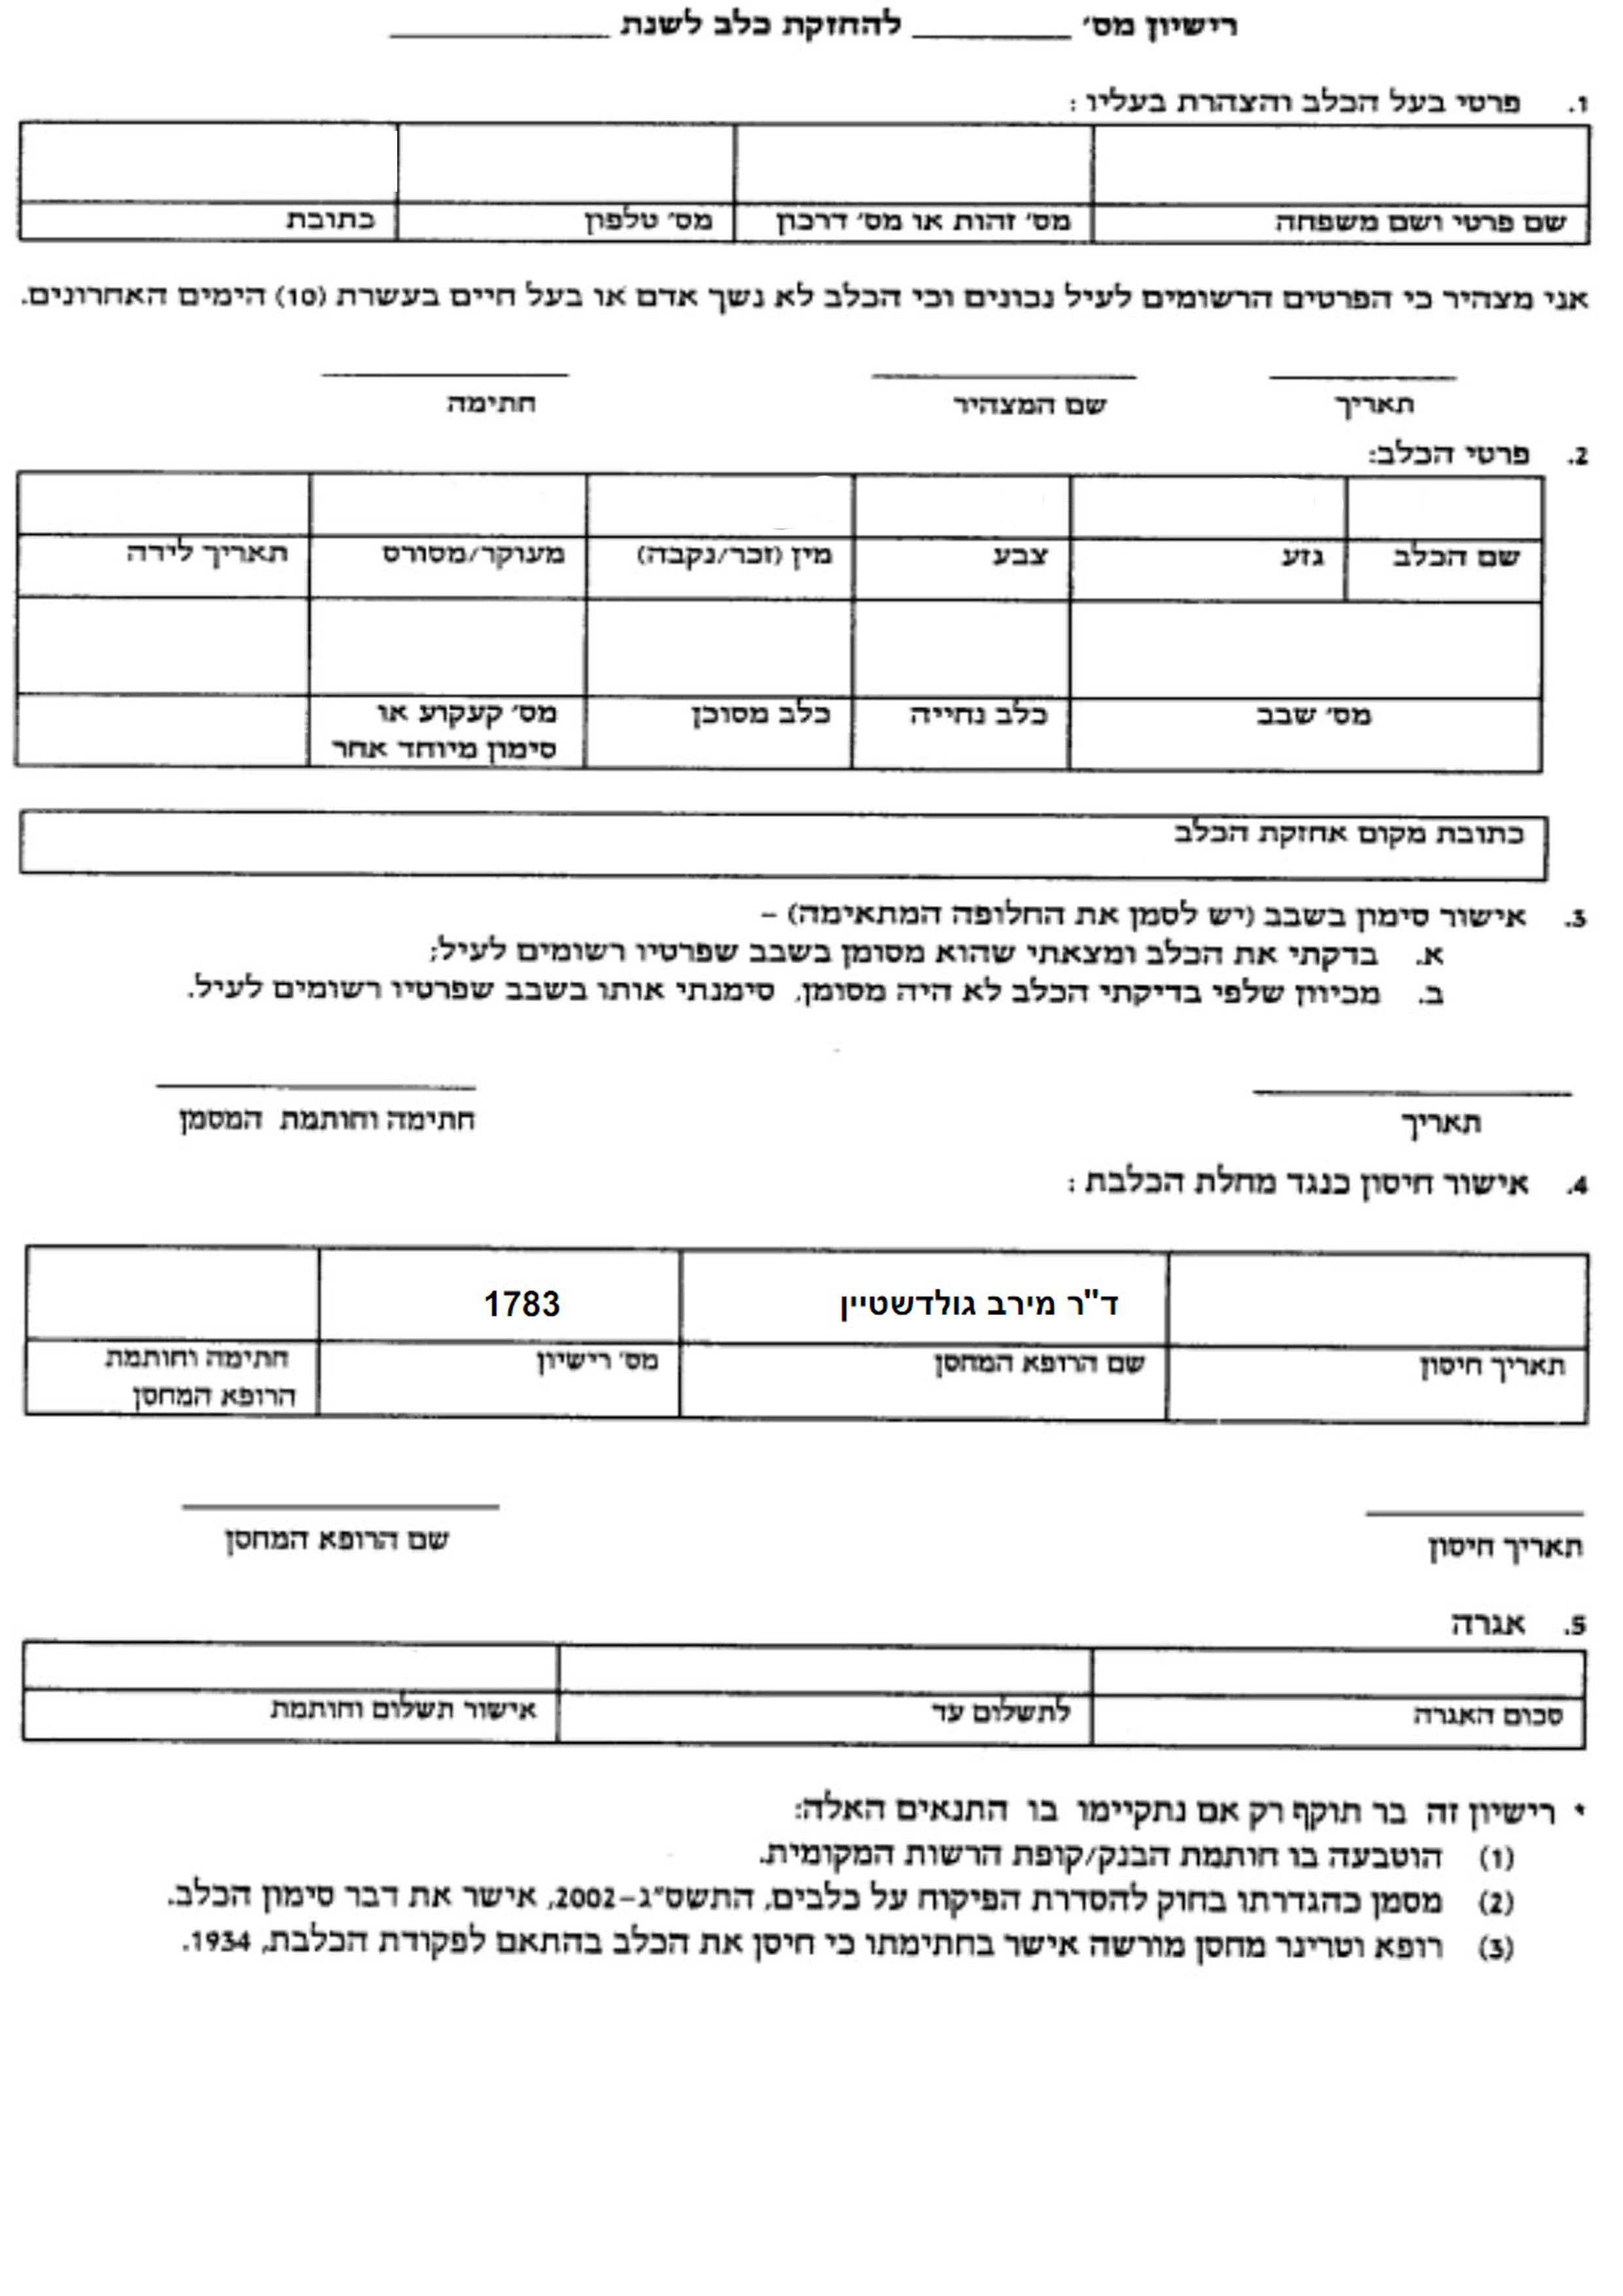 רישיון מס׳ ________ להחזקת כלב לשנת ________
1. פרטי בעל הכלב והצהרת בעליו :
שם פרטי ושם משפחה מס׳ זהות או מס׳ דרכון מס׳ טלפון כתובת
אני מצהיר כי הפרטים הרשומים לעיל נכונים וכי הכלב לא נשך אדם או בעל חיים בעשרת (10) הימים האחרונים.
תאריך שם המצהיר חתימה
2. פרטי הכלב:
שם הכלב גזע צבע מין (זכר/נקבה) מעוקר/מסורס תאריך לידה
מס׳ שבב כלב נחייה כלב מסוכן מס׳ קעקוע או
סימון מיוחד אחר
כתובת מקום אחזקת הכלב
3. אישור סימון בשבב (יש לסמן את החלופה המתאימה) –
א. בדקתי את הכלב ומצאתי שהוא מסומן בשבב שפרטיו רשומים לעיל;
ב. מכיוון שלפי בדיקתי הכלב לא היה מסומן, סימנתי אותו בשבב שפרטיו רשומים לעיל.
תאריך חתימה וחותמת המסמן
4. אישור חיסון כנגד מחלת הכלבת :
ד"ר מירב גולדשטיין 1783
תאריך חיסון שם הרופא המחסן מס׳ רישיון חתימה וחותמת
הרופא המחסן
תאריך חיסון שם הרופא המחסן
5. אגרה
סכום האגרה לתשלום עד אישור תשלום וחותמת
* רישיון זה בר תוקף רק אם נתקיימו בו התנאים האלה:
(1) הוטבעה בו חותמת הבנק/קופת הרשות המקומית.
(2) מסמן כהגדרתו בחוק להסדרת הפיקוח על כלבים, התשס"ג–2002, אישר את דבר סימון הכלב.
(3) רופא וטרינר מחסן מורשה אישר בחתימתו כי חיסן את הכלב בהתאם לפקודת הכלבת, 1934.